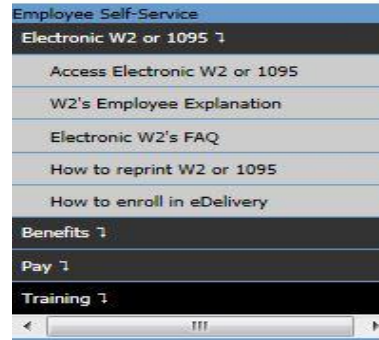 Employee Self-Service
Electronic W2 or 1095 ↴
Access Electronic W2 or 1095
W2's Employee Explanation
Electronic W2's FAQ
How to reprint W2 or 1095
How to enroll in eDelivery
Benefits ↴
Pay ↴
Training ↴